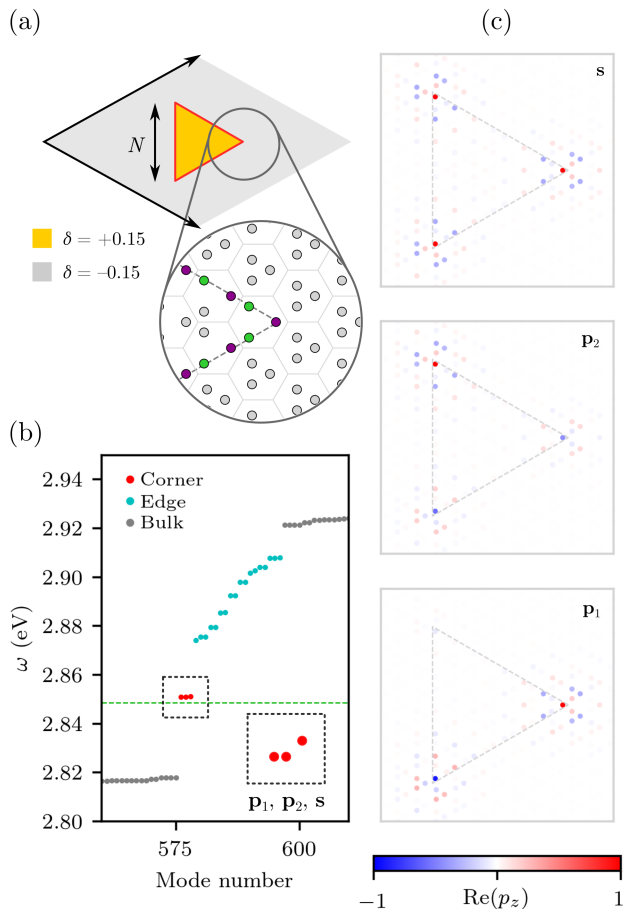 (a)
N
δ = +0.15
δ = −0.15
(b)
2.94
2.92
2.90
2.88
2.86
2.84
2.82
2.80
ω (eV)
Corner
Edge
Bulk
p₁, p₂, s
575
600
Mode number
(c)
s
p₂
p₁
−1
Re(p_z)
1